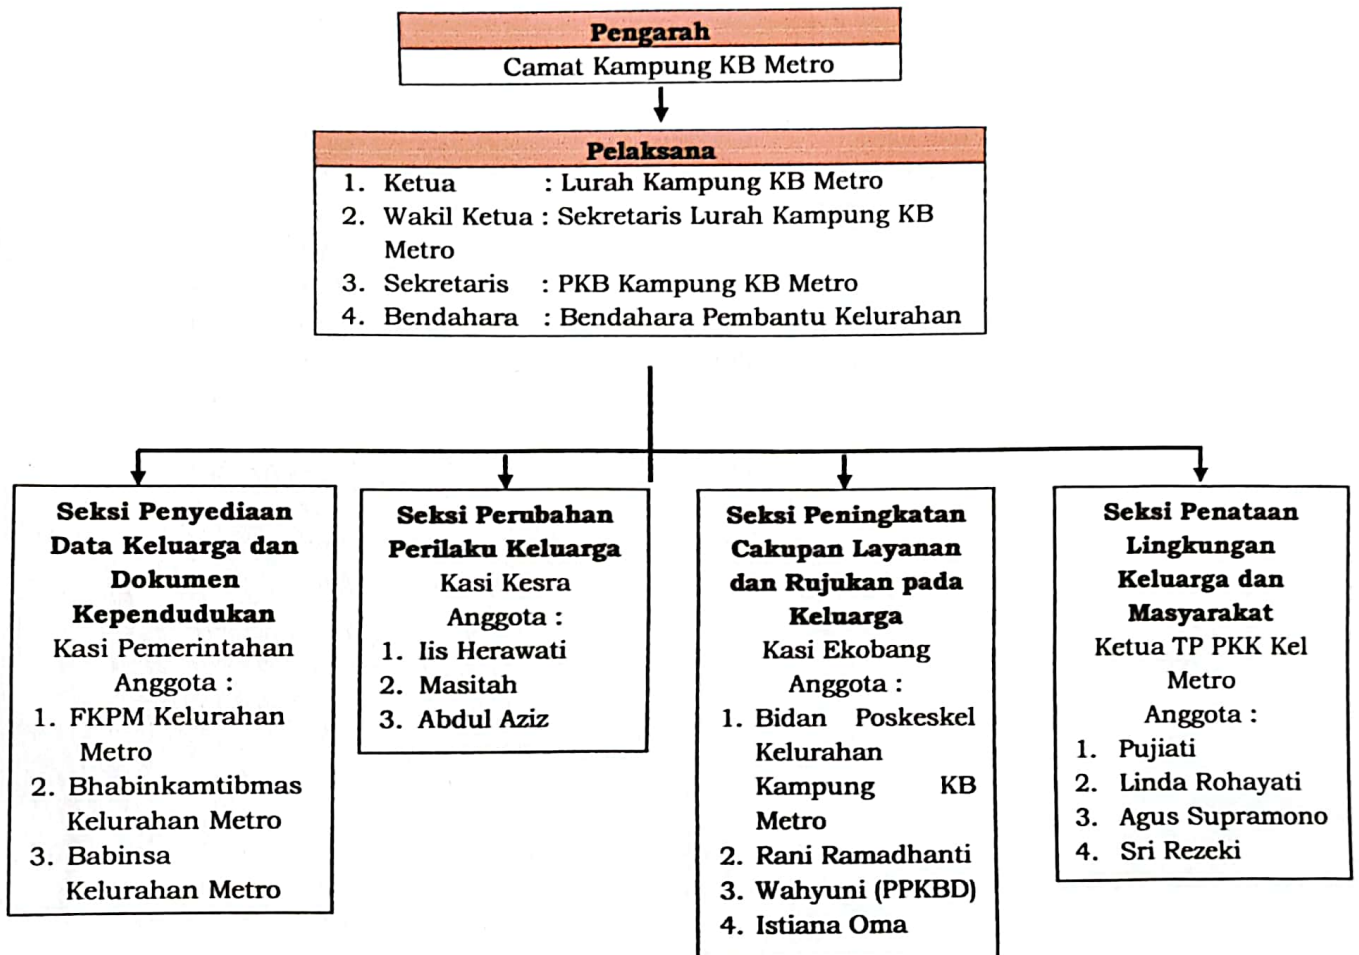 Pengarah
Camat Kampung KB Metro
Pelaksana
1. Ketua : Lurah Kampung KB Metro
2. Wakil Ketua : Sekretaris Lurah Kampung KB
Metro
3. Sekretaris : PKB Kampung KB Metro
4. Bendahara : Bendahara Pembantu Kelurahan
Seksi Penyediaan
Data Keluarga dan
Dokumen
Kependudukan
Kasi Pemerintahan
Anggota :
1. FKPM Kelurahan
Metro
2. Bhabinkamtibmas
Kelurahan Metro
3. Babinsa
Kelurahan Metro
Seksi Perubahan
Perilaku Keluarga
Kasi Kesra
Anggota :
1. Iis Herawati
2. Masitah
3. Abdul Aziz
Seksi Peningkatan
Cakupan Layanan
dan Rujukan pada
Keluarga
Kasi Ekobang
Anggota :
1. Bidan Poskeskel
Kelurahan
Kampung KB
Metro
2. Rani Ramadhanti
3. Wahyuni (PPKBD)
4. Istiana Oma
Seksi Penataan
Lingkungan
Keluarga dan
Masyarakat
Ketua TP PKK Kel
Metro
Anggota :
1. Pujiati
2. Linda Rohayati
3. Agus Supramono
4. Sri Rezeki